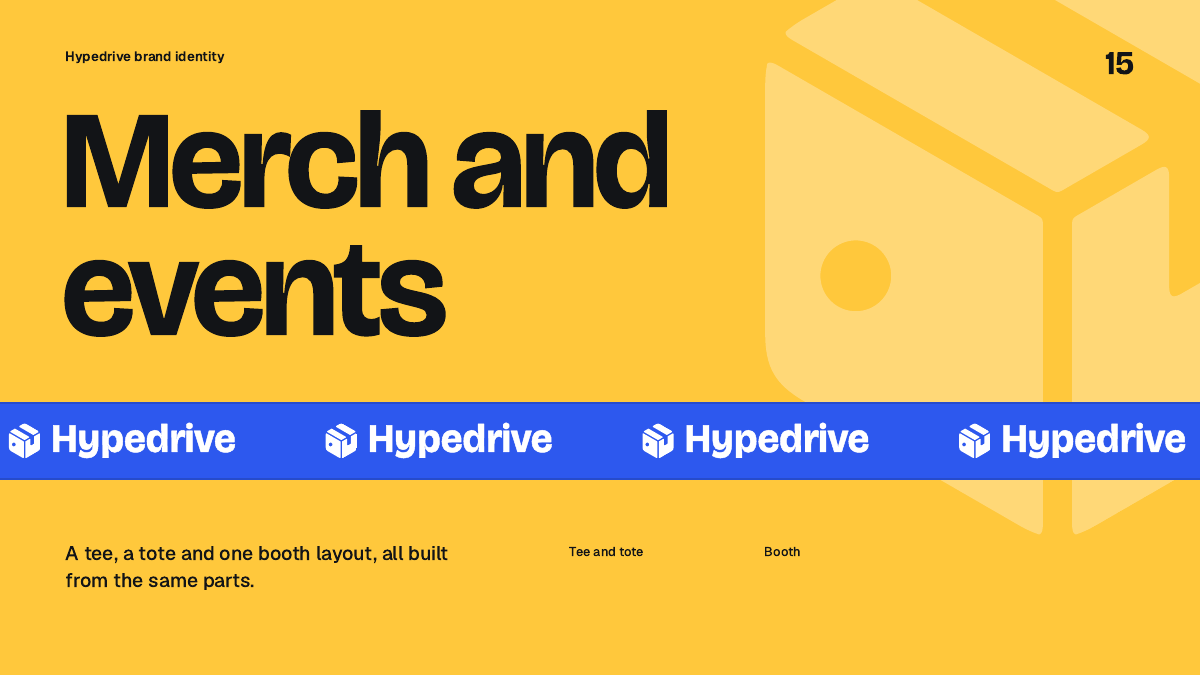 Hypedrive brand identity
15
Merch and
events
Hypedrive Hypedrive Hypedrive Hypedrive
A tee, a tote and one booth layout, all built
from the same parts.
Tee and tote
Booth